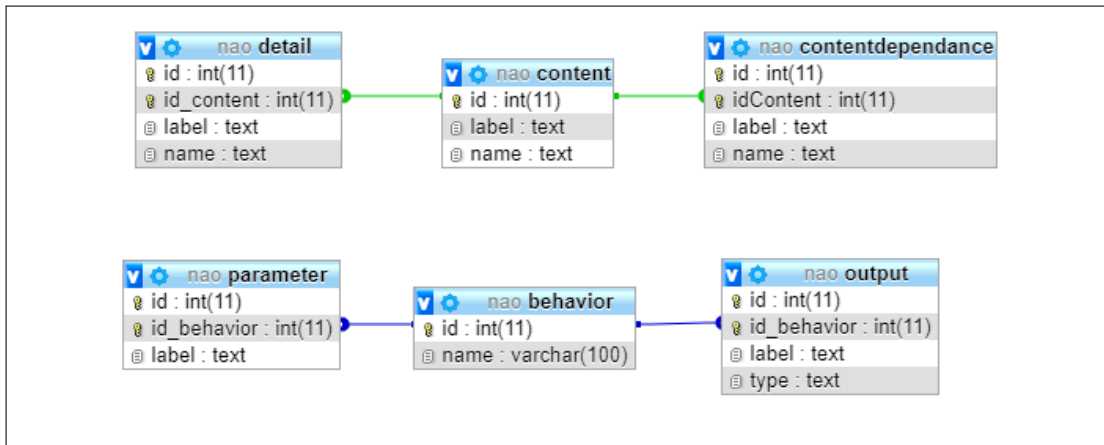 nao detail
id : int(11)
id_content : int(11)
label : text
name : text
nao content
id : int(11)
label : text
name : text
nao contentdependance
id : int(11)
idContent : int(11)
label : text
name : text
nao parameter
id : int(11)
id_behavior : int(11)
label : text
nao behavior
id : int(11)
name : varchar(100)
nao output
id : int(11)
id_behavior : int(11)
label : text
type : text